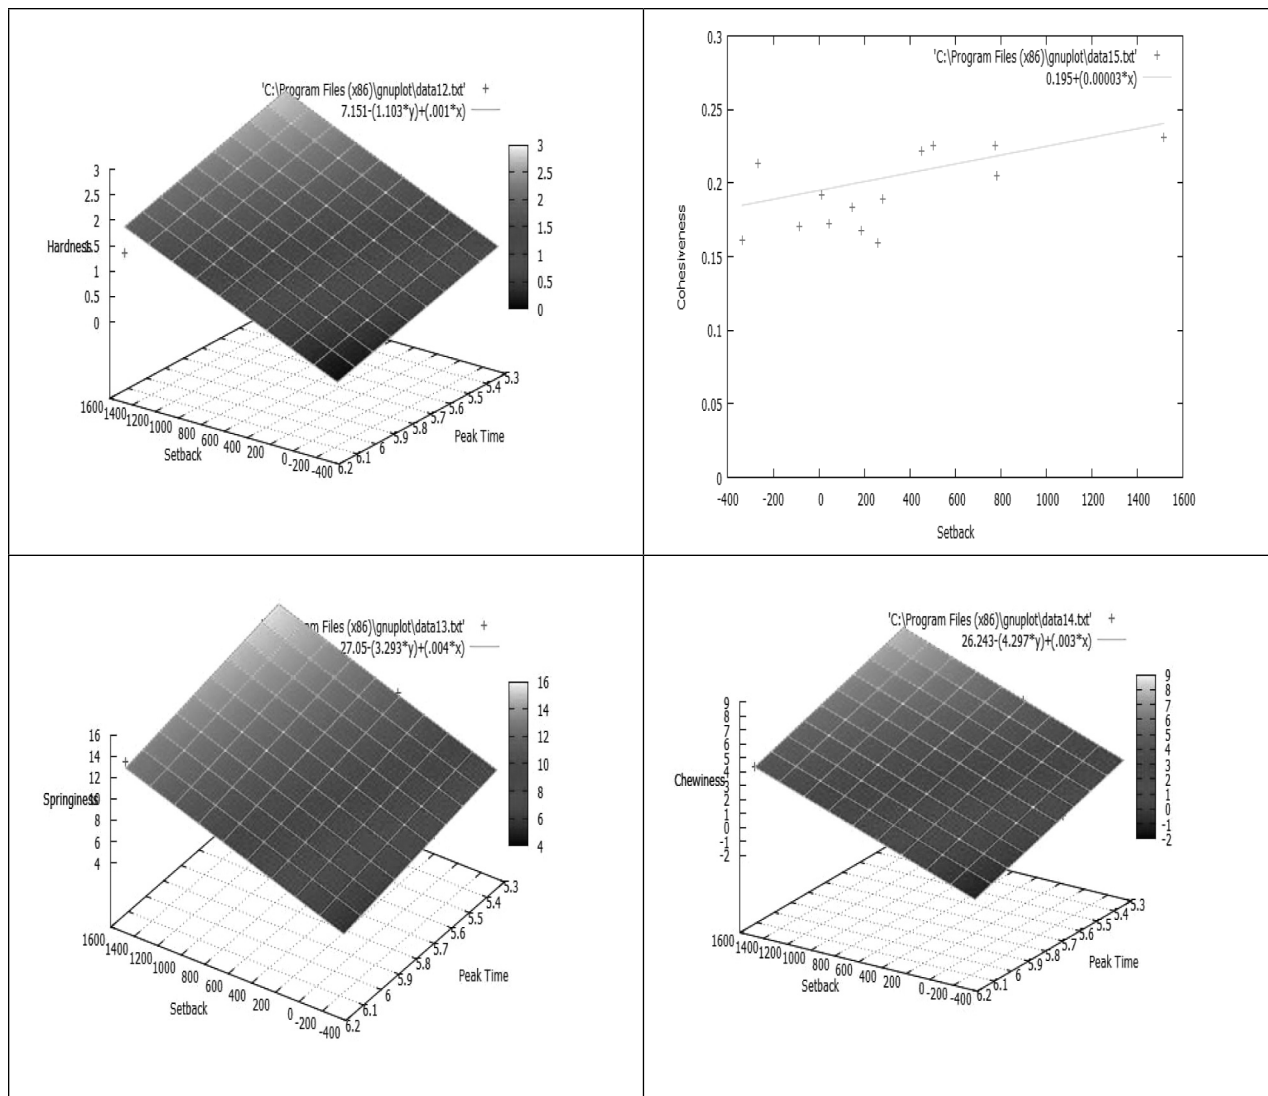 'C:\Program Files (x86)\gnuplot\data12.txt' +
7.151-(1.103*y)+(.001*x)
3
2.5
2
1.5
1
0.5
0
Hardness
3
2.5
2
1.5
1
0.5
0
1600 1400 1200 1000 800 600 400 200 0 -200 -400
Setback
6.2 6.1 6 5.9 5.8 5.7 5.6 5.5 5.4 5.3
Peak Time
'C:\Program Files (x86)\gnuplot\data15.txt' +
0.195+(0.00003*x)
0.3
0.25
0.2
0.15
0.1
0.05
0
Cohesiveness
-400 -200 0 200 400 600 800 1000 1200 1400 1600
Setback
Files (x86)\gnuplot\data13.txt' +
27.05-(3.293*y)+(.004*x)
16
14
12
10
8
6
4
Springiness
16
14
12
10
8
6
4
1600 1400 1200 1000 800 600 400 200 0 -200 -400
Setback
6.2 6.1 6 5.9 5.8 5.7 5.6 5.5 5.4 5.3
Peak Time
'C:\Program Files (x86)\gnuplot\data14.txt' +
26.243-(4.297*y)+(.003*x)
9
8
7
6
5
4
3
2
1
0
-1
-2
Chewiness
9
8
7
6
5
4
3
2
1
0
-1
-2
1600 1400 1200 1000 800 600 400 200 0 -200 -400
Setback
6.2 6.1 6 5.9 5.8 5.7 5.6 5.5 5.4 5.3
Peak Time